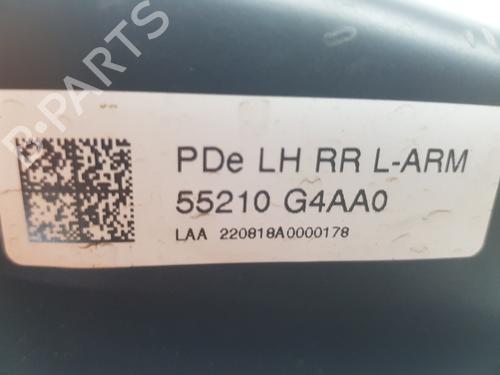 PDe LH RR L-ARM
55210 G4AA0
LAA 220818A0000178
B-PARTS